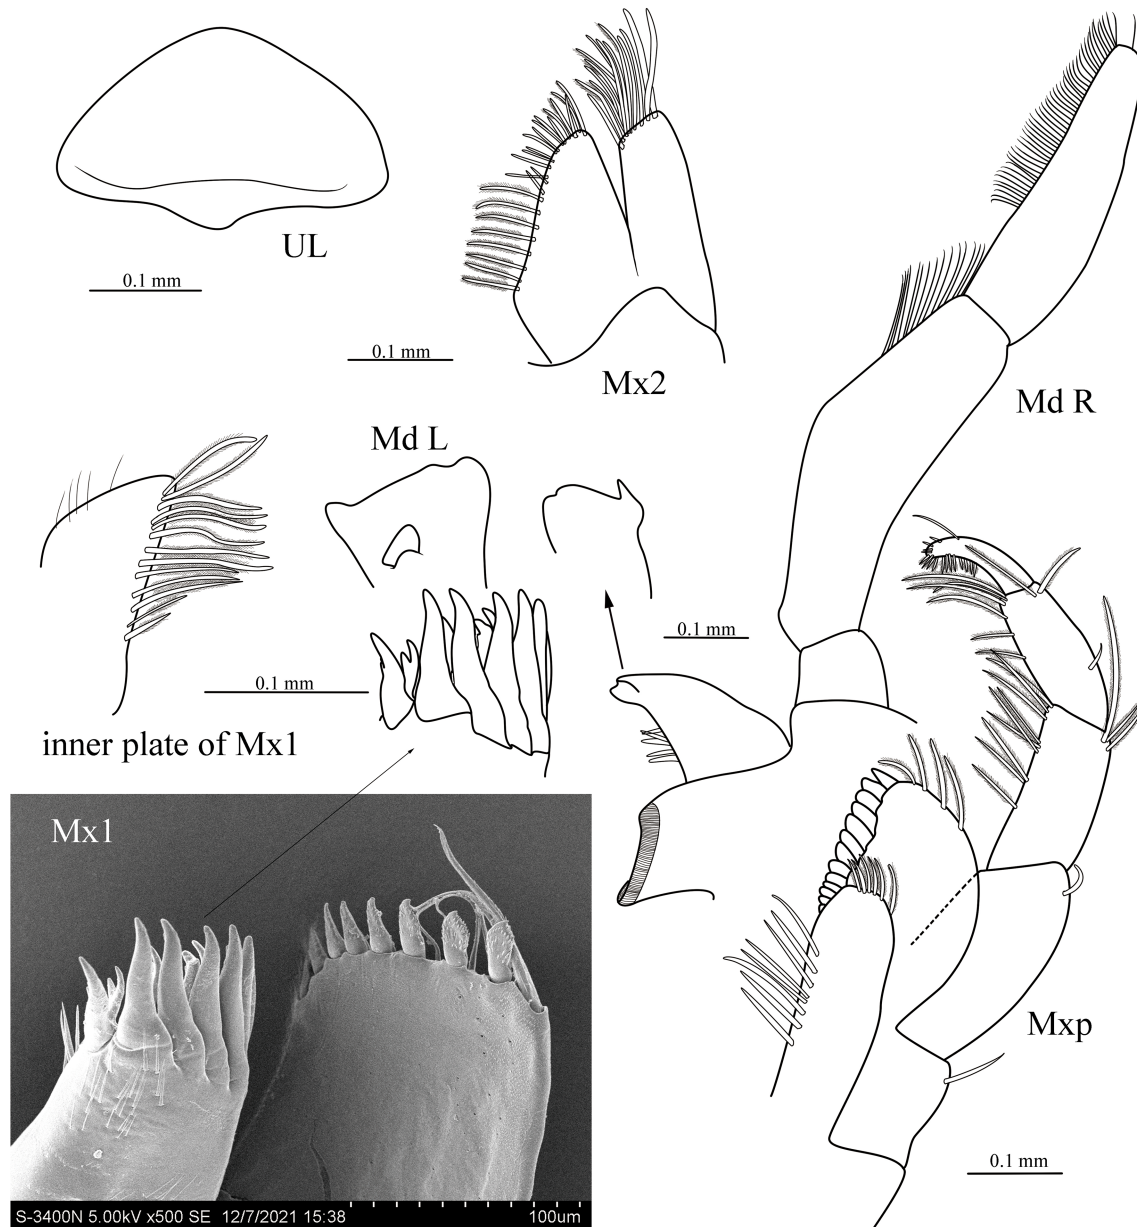 UL
0.1 mm
0.1 mm
Mx2
Md R
Md L
0.1 mm
0.1 mm
inner plate of Mx1
Mx1
Mxp
0.1 mm
S-3400N 5.00kV x500 SE 12/7/2021 15:38 100um